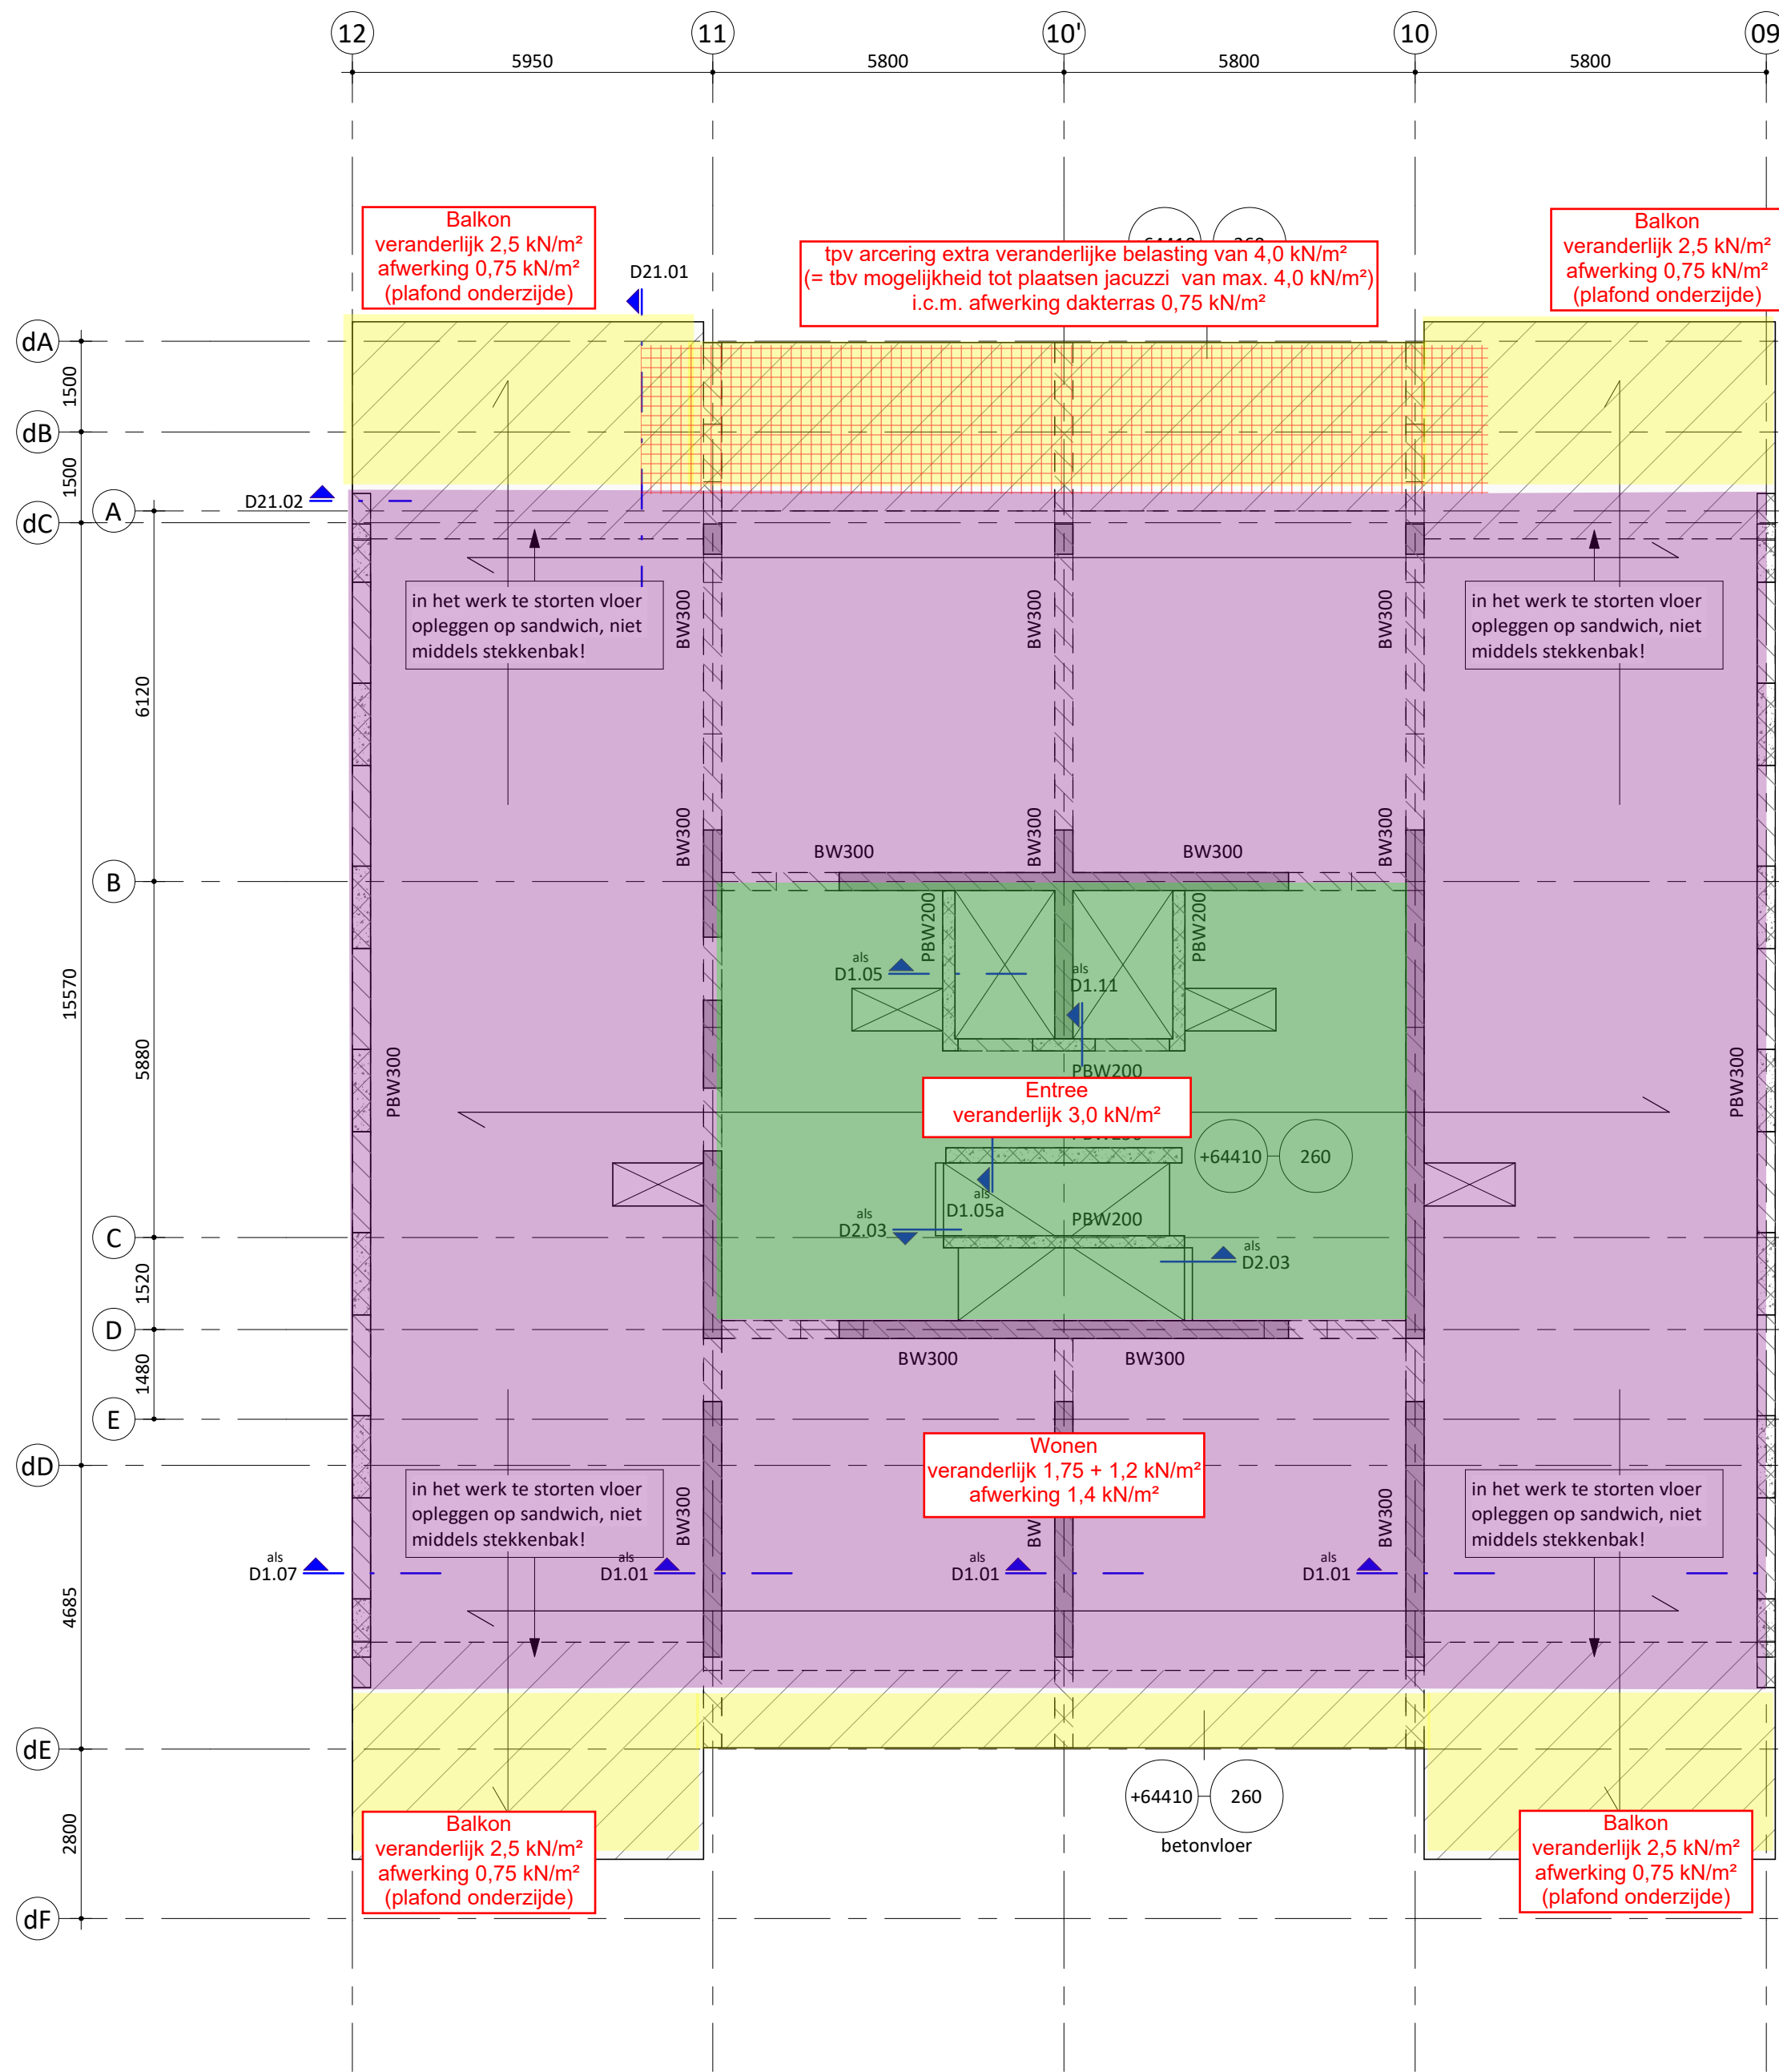 12
11
10'
10
09
5950
5800
5800
5800
Balkon
veranderlijk 2,5 kN/m²
afwerking 0,75 kN/m²
(plafond onderzijde)
D21.01
tpv arcering extra veranderlijke belasting van 4,0 kN/m²
(= tbv mogelijkheid tot plaatsen jacuzzi van max. 4,0 kN/m²)
i.c.m. afwerking dakterras 0,75 kN/m²
Balkon
veranderlijk 2,5 kN/m²
afwerking 0,75 kN/m²
(plafond onderzijde)
dA
1500
dB
1500
D21.02
A
dC
in het werk te storten vloer
opleggen op sandwich, niet
middels stekkenbak!
BW300
BW300
BW300
in het werk te storten vloer
opleggen op sandwich, niet
middels stekkenbak!
6120
BW300
BW300
BW300
BW300
BW300
B
PBW200
PBW200
als
D1.05
als
D1.11
15570
5880
PBW300
PBW300
PBW200
Entree
veranderlijk 3,0 kN/m²
+64410
260
als
D1.05a
als
D2.03
PBW200
als
D2.03
C
1520
D
1480
BW300
BW300
E
Wonen
veranderlijk 1,75 + 1,2 kN/m²
afwerking 1,4 kN/m²
dD
in het werk te storten vloer
opleggen op sandwich, niet
middels stekkenbak!
BW300
BW300
in het werk te storten vloer
opleggen op sandwich, niet
middels stekkenbak!
als
D1.07
als
D1.01
als
D1.01
als
D1.01
4685
dE
+64410
260
betonvloer
2800
Balkon
veranderlijk 2,5 kN/m²
afwerking 0,75 kN/m²
(plafond onderzijde)
Balkon
veranderlijk 2,5 kN/m²
afwerking 0,75 kN/m²
(plafond onderzijde)
dF